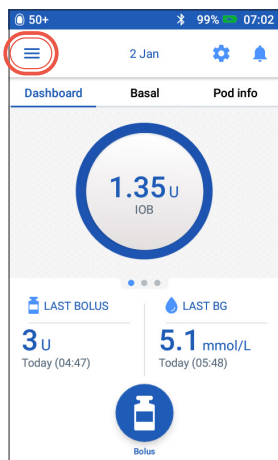 50+ 99% 07:02
2 Jan
Dashboard Basal Pod info
1.35 U
IOB
LAST BOLUS LAST BG
3 U 5.1 mmol/L
Today (04:47) Today (05:48)
Bolus